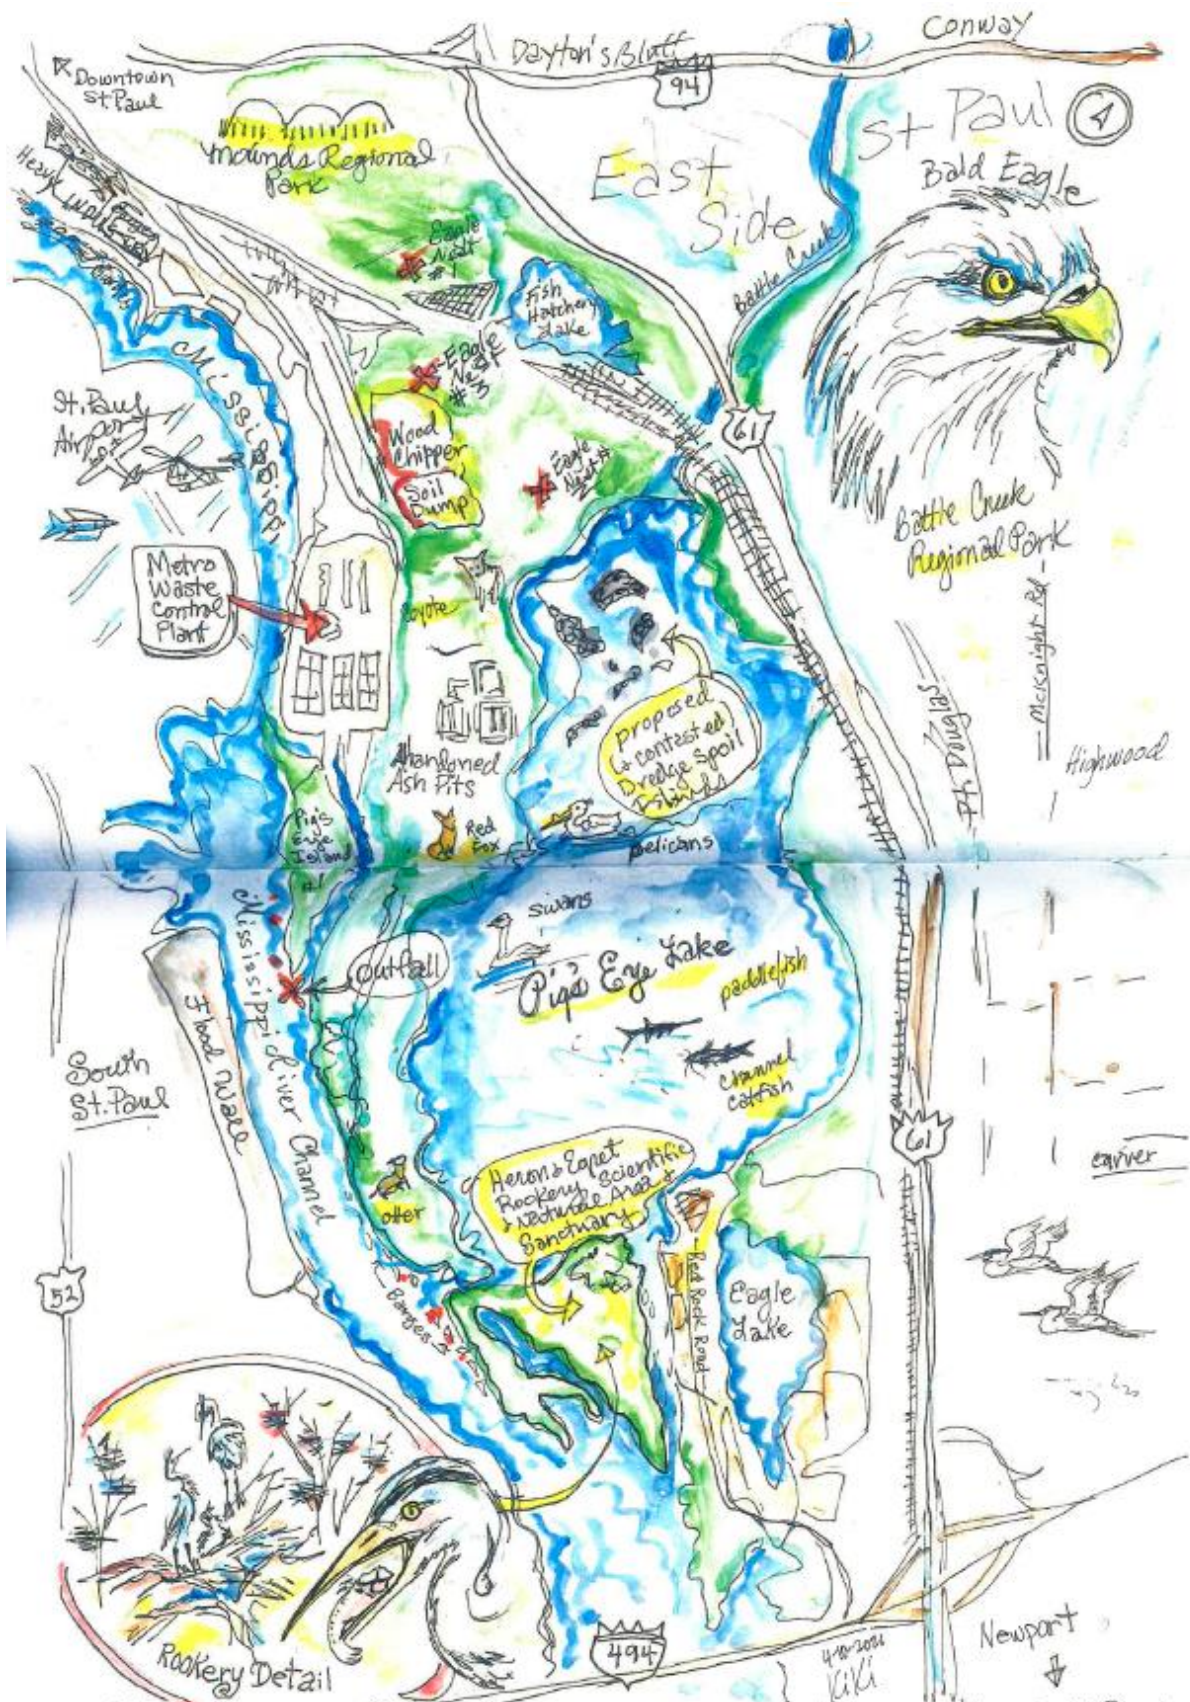 Conway
Dayton's Bluff
94
Downtown
St. Paul
Mounds Regional
Park
East
Side
St Paul
Bald Eagle
Battle Creek
Eagle
Nest
#1
Fish
Hatchery
Lake
Eagle
Nest
#3
Mississippi
St. Paul
Airport
Wood
Chipper
Soil
Dump
Eagle
Nest
61
Battle Creek
Regional Park
McKnight Rd
Pt. Douglas
Highwood
Metro
Waste
Control
Plant
Coyote
proposed
& contested
Dredge Spoil
Islands
Abandoned
Ash Pits
Red
Fox
pelicans
Pig's
Eye
Island
#1
swans
Pig's Eye Lake
paddlefish
channel
catfish
Outfall
Mississippi River Channel
Flood Wall
South
St. Paul
61
Carver
Heron & Egret
Rookery Scientific
& Natural Area &
Sanctuary
otter
Barges
Red Rock Road
Eagle
Lake
52
Rookery Detail
494
Kiki
Newport